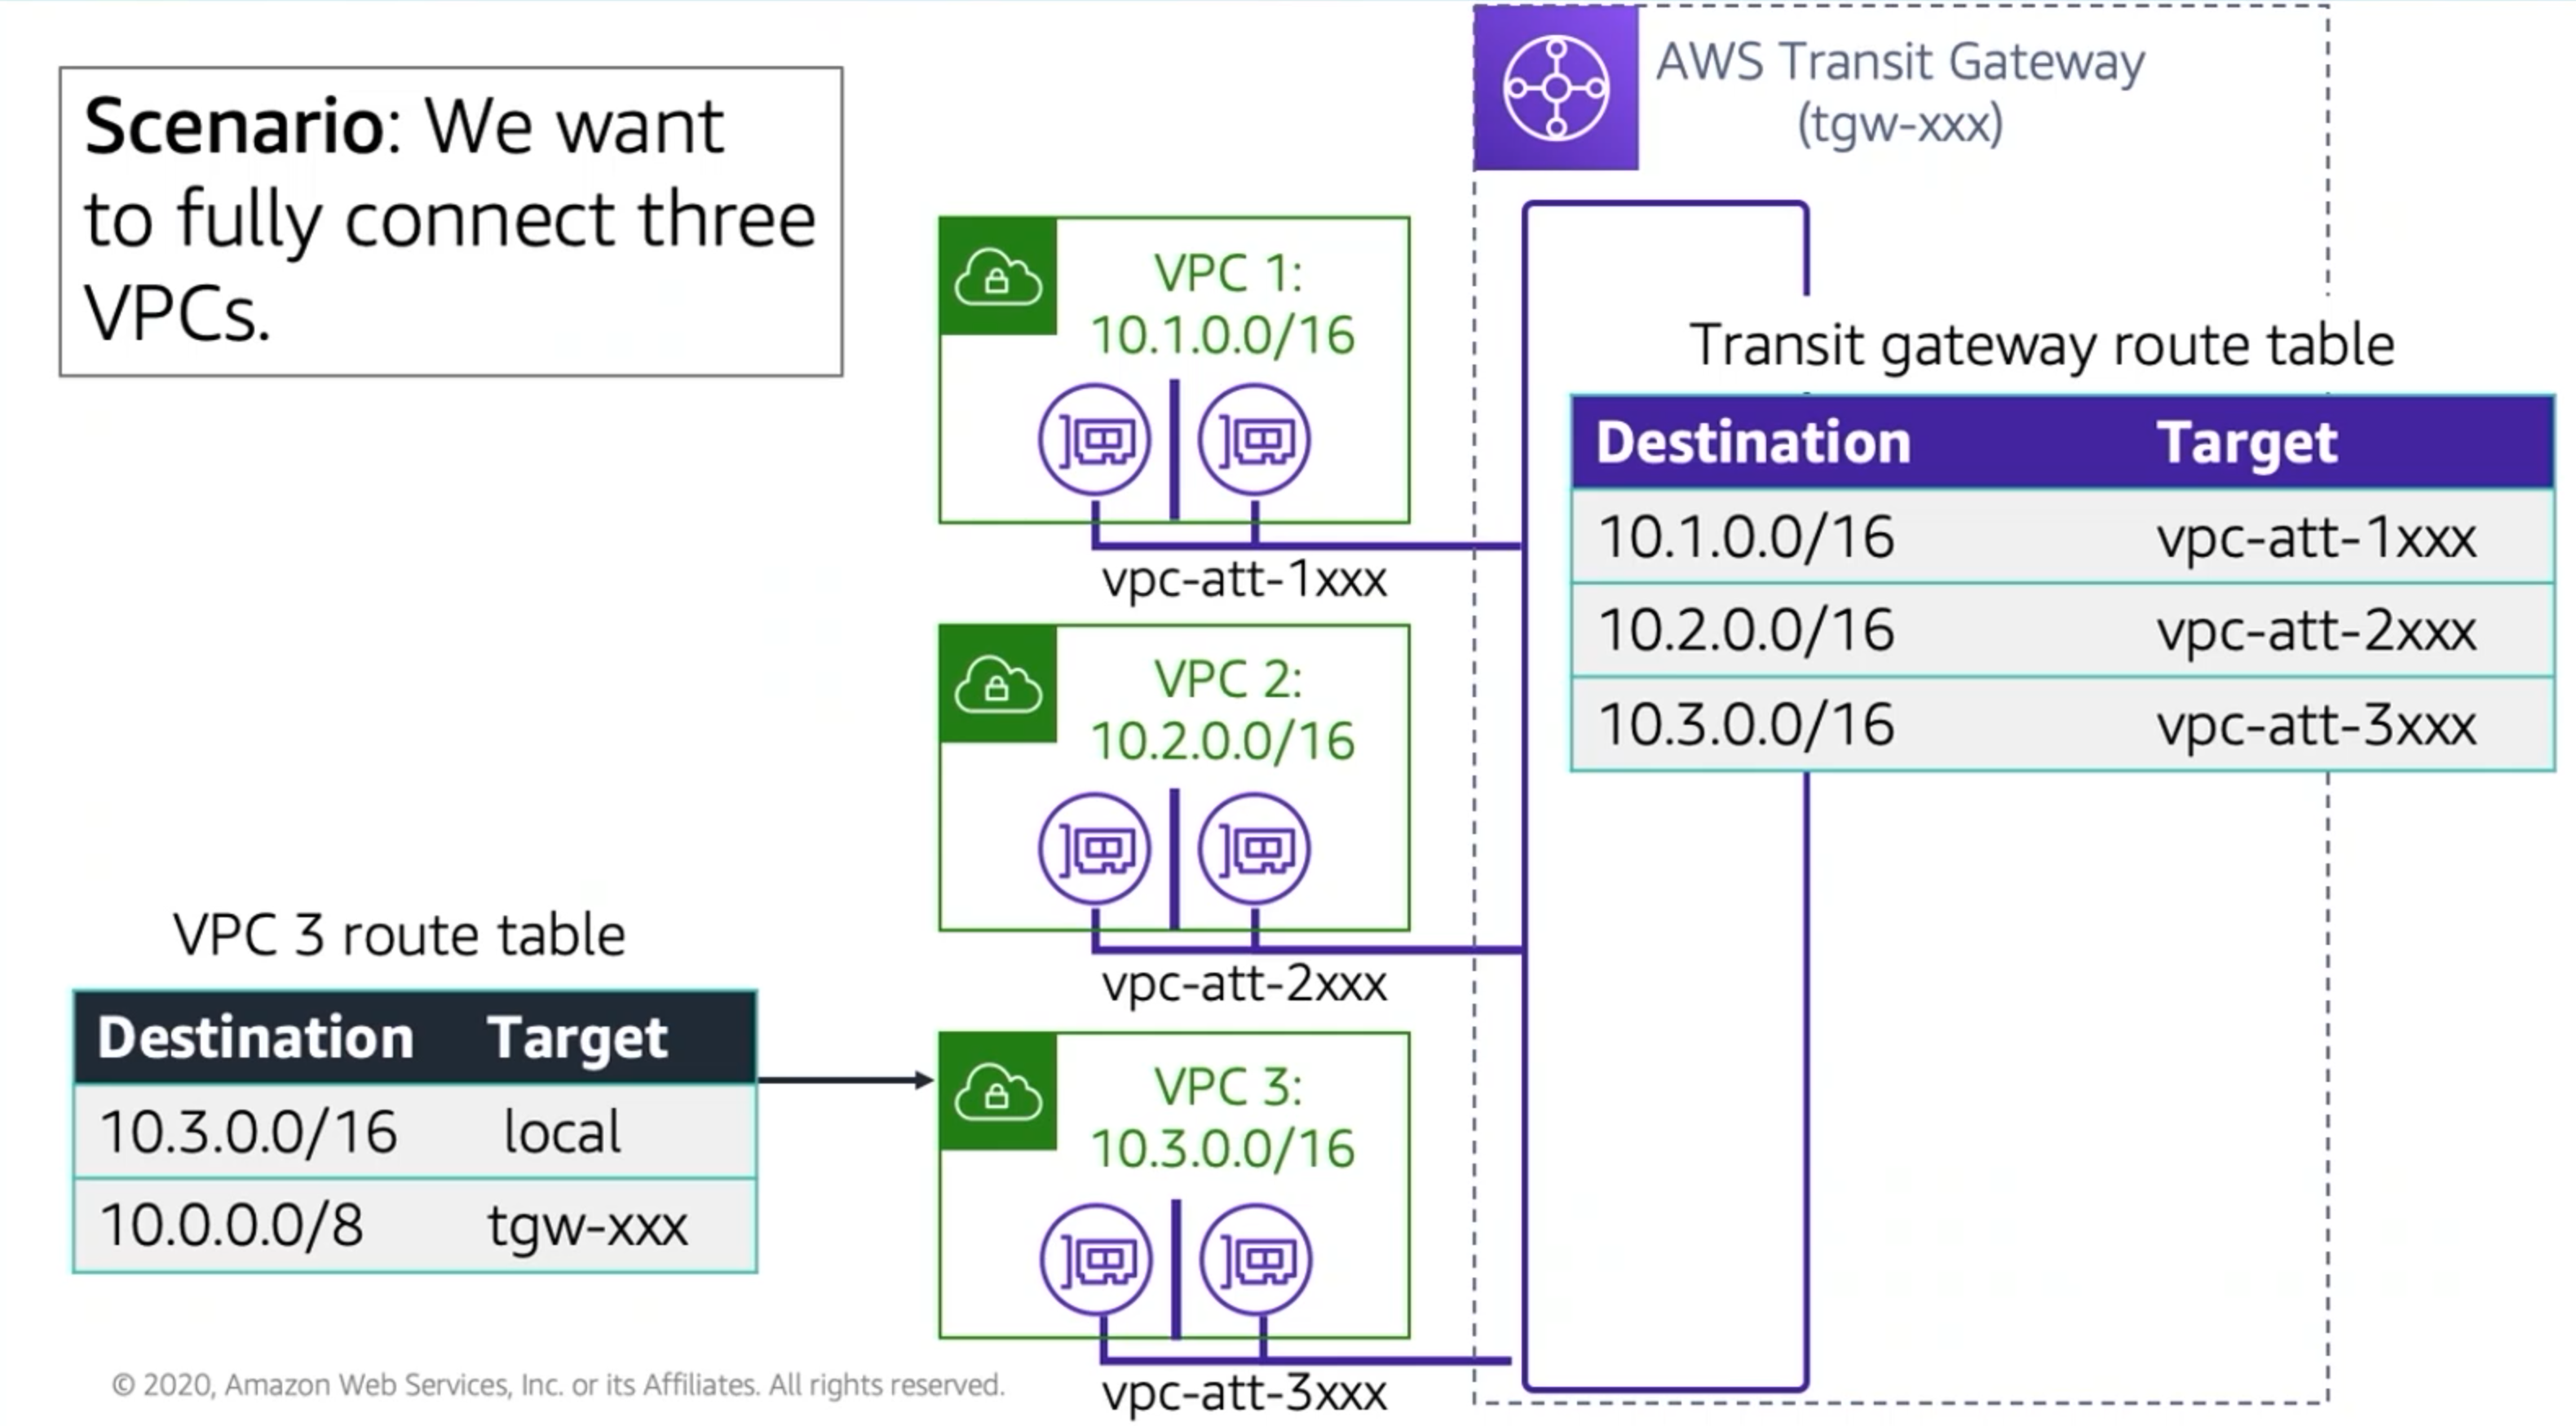 Scenario: We want
to fully connect three
VPCs.
AWS Transit Gateway
(tgw-xxx)
VPC 1:
10.1.0.0/16
vpc-att-1xxx
VPC 2:
10.2.0.0/16
vpc-att-2xxx
VPC 3:
10.3.0.0/16
vpc-att-3xxx
Transit gateway route table
Destination Target
10.1.0.0/16 vpc-att-1xxx
10.2.0.0/16 vpc-att-2xxx
10.3.0.0/16 vpc-att-3xxx
VPC 3 route table
Destination Target
10.3.0.0/16 local
10.0.0.0/8 tgw-xxx
© 2020, Amazon Web Services, Inc. or its Affiliates. All rights reserved.